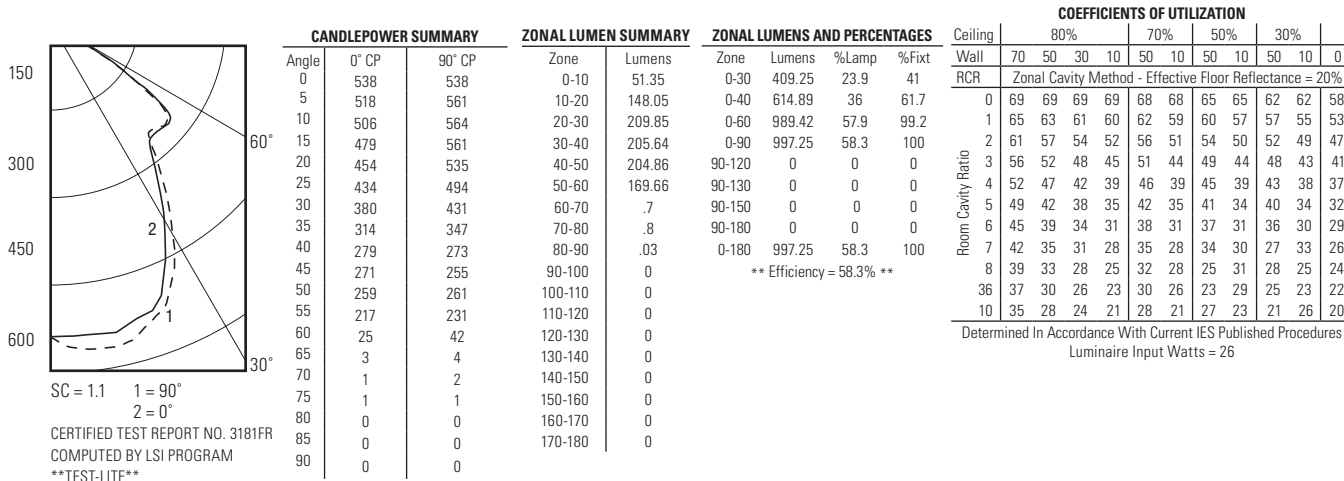 150
300
450
600
60°
30°
2
1
SC = 1.1 1 = 90°
2 = 0°
CERTIFIED TEST REPORT NO. 3181FR
COMPUTED BY LSI PROGRAM
**TEST-LITE**
CANDLEPOWER SUMMARY
Angle 0° CP 90° CP
0 538 538
5 518 561
10 506 564
15 479 561
20 454 535
25 434 494
30 380 431
35 314 347
40 279 273
45 271 255
50 259 261
55 217 231
60 25 42
65 3 4
70 1 2
75 1 1
80 0 0
85 0 0
90 0 0
ZONAL LUMEN SUMMARY
Zone Lumens
0-10 51.35
10-20 148.05
20-30 209.85
30-40 205.64
40-50 204.86
50-60 169.66
60-70 .7
70-80 .8
80-90 .03
90-100 0
100-110 0
110-120 0
120-130 0
130-140 0
140-150 0
150-160 0
160-170 0
170-180 0
ZONAL LUMENS AND PERCENTAGES
Zone Lumens %Lamp %Fixt
0-30 409.25 23.9 41
0-40 614.89 36 61.7
0-60 989.42 57.9 99.2
0-90 997.25 58.3 100
90-120 0 0 0
90-130 0 0 0
90-150 0 0 0
90-180 0 0 0
0-180 997.25 58.3 100
** Efficiency = 58.3% **
COEFFICIENTS OF UTILIZATION
Ceiling 80% 70% 50% 30%
Wall 70 50 30 10 50 10 50 10 50 10 0
RCR Zonal Cavity Method - Effective Floor Reflectance = 20%
Room Cavity Ratio
0 69 69 69 69 68 68 65 65 62 62 58
1 65 63 61 60 62 59 60 57 57 55 53
2 61 57 54 52 56 51 54 50 52 49 47
3 56 52 48 45 51 44 49 44 48 43 41
4 52 47 42 39 46 39 45 39 43 38 37
5 49 42 38 35 42 35 41 34 40 34 32
6 45 39 34 31 38 31 37 31 36 30 29
7 42 35 31 28 35 28 34 30 27 33 26
8 39 33 28 25 32 28 25 31 28 25 24
36 37 30 26 23 30 26 23 29 25 23 22
10 35 28 24 21 28 21 27 23 21 26 20
Determined In Accordance With Current IES Published Procedures
Luminaire Input Watts = 26